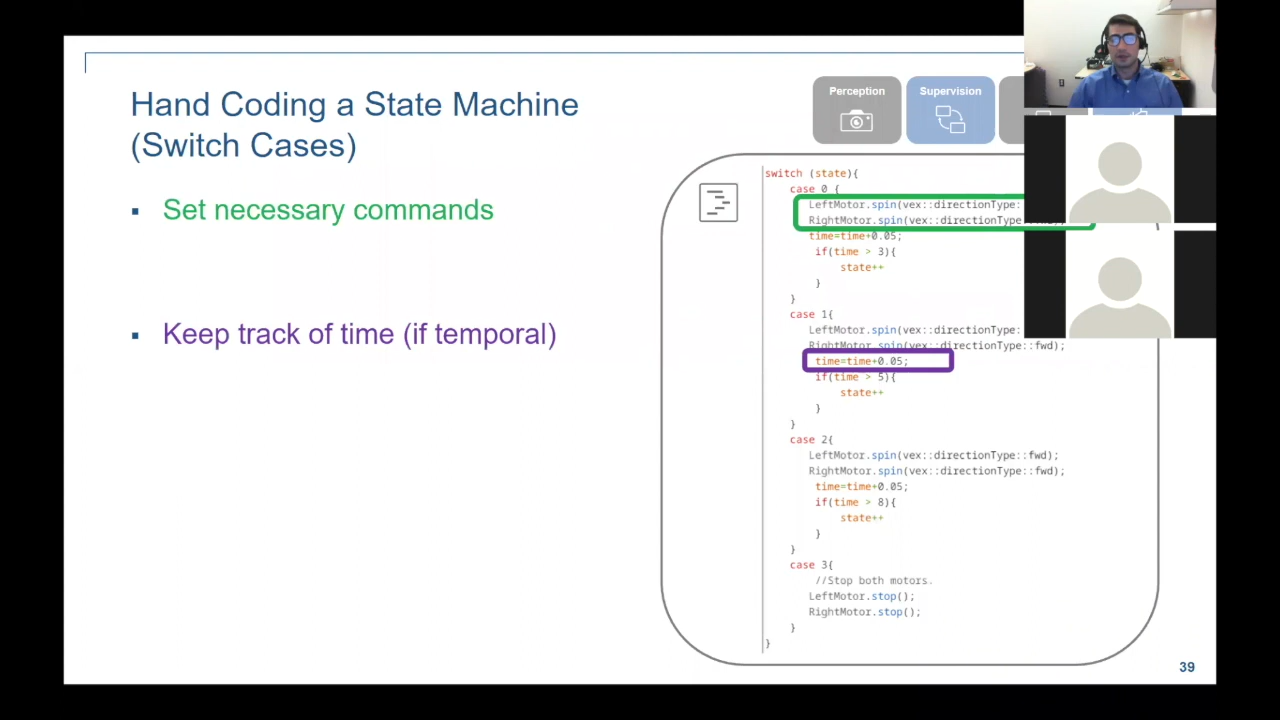 Hand Coding a State Machine
(Switch Cases)
Perception
Supervision
▪ Set necessary commands
▪ Keep track of time (if temporal)
switch (state){
case 0 {
LeftMotor.spin(vex::directionType:
RightMotor.spin(vex::directionType
time=time+0.05;
if(time > 3){
state++
}
}
case 1{
LeftMotor.spin(vex::directionType:
RightMotor.spin(vex::directionType::fwd);
time=time+0.05;
if(time > 5){
state++
}
}
case 2{
LeftMotor.spin(vex::directionType::fwd);
RightMotor.spin(vex::directionType::fwd);
time=time+0.05;
if(time > 8){
state++
}
}
case 3{
//Stop both motors.
LeftMotor.stop();
RightMotor.stop();
}
}
39